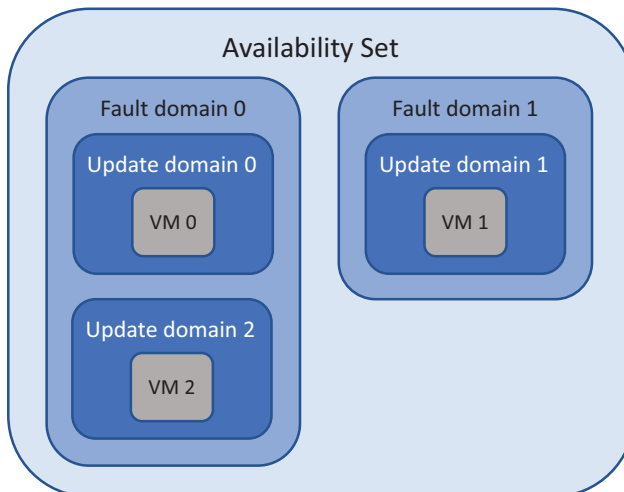 Availability Set
Fault domain 0
Update domain 0
VM 0
Update domain 2
VM 2
Fault domain 1
Update domain 1
VM 1